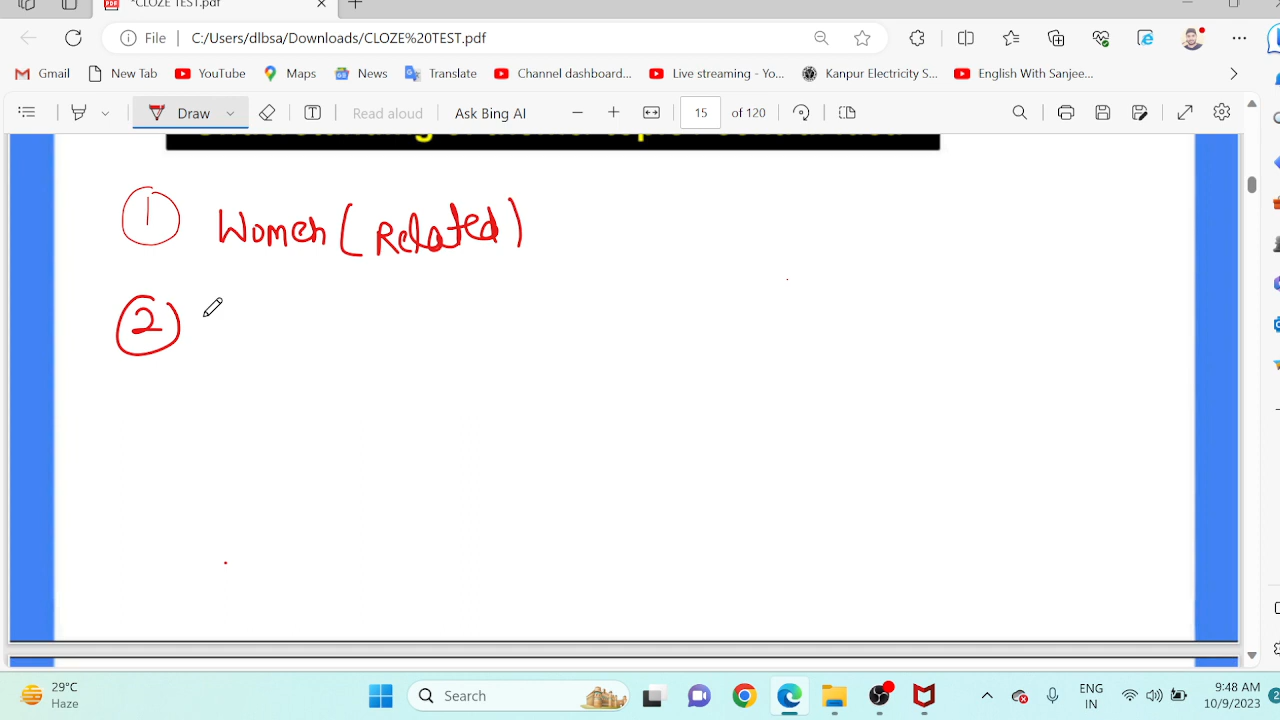 *CLOZE TEST.pdf
File C:/Users/dlbsa/Downloads/CLOZE%20TEST.pdf
Gmail New Tab YouTube Maps News Translate Channel dashboard... Live streaming - Yo... Kanpur Electricity S... English With Sanjee...
Draw Read aloud Ask Bing AI 15 of 120
1 Women (Related)
2
29°C
Haze
Search
ENG
IN
9:48 AM
10/9/2023